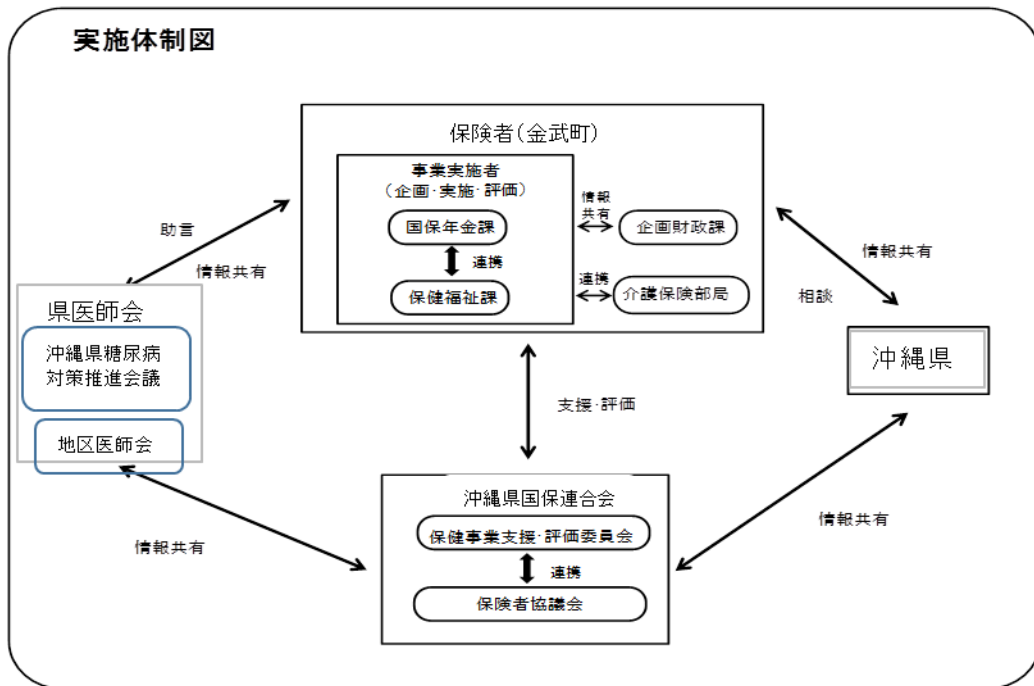 実施体制図
保険者(金武町)
事業実施者
(企画・実施・評価)
国保年金課
連携
保健福祉課
情報
共有
企画財政課
連携
介護保険部局
助言
情報共有
県医師会
沖縄県糖尿病
対策推進会議
地区医師会
情報共有
相談
沖縄県
支援・評価
情報共有
沖縄県国保連合会
保健事業支援・評価委員会
連携
保険者協議会
情報共有